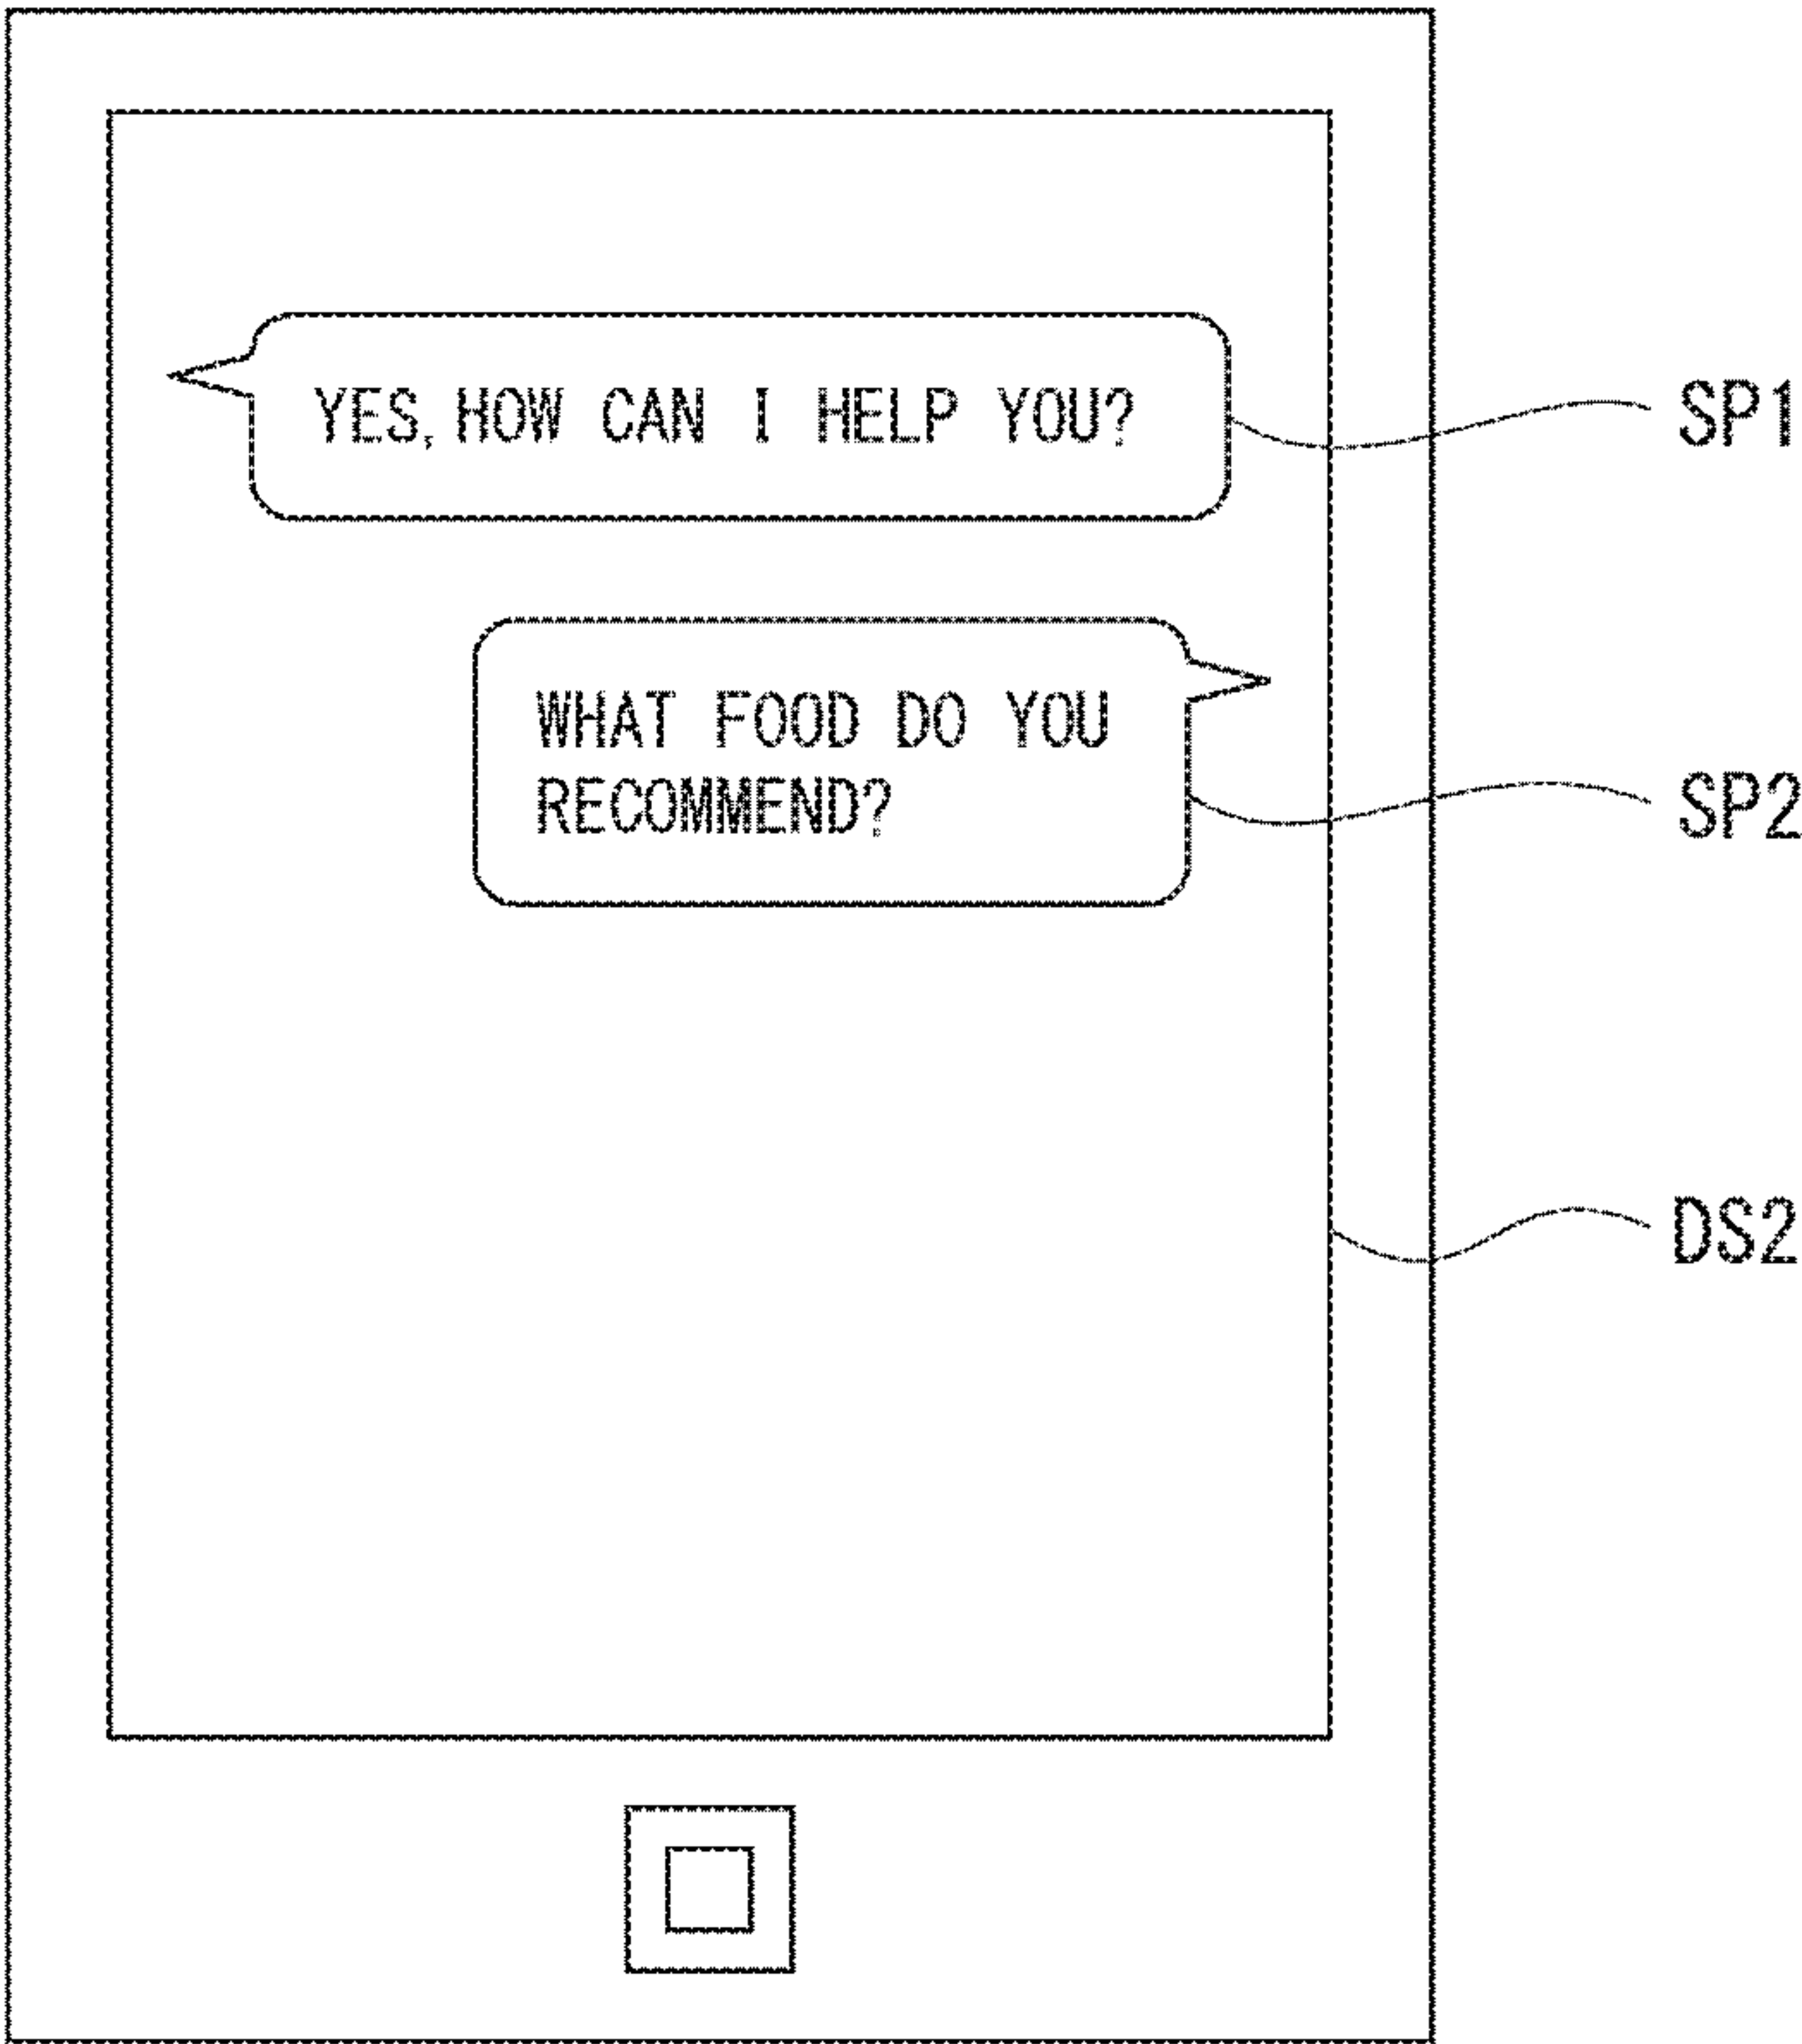 YES, HOW CAN I HELP YOU?
SP1
WHAT FOOD DO YOU
RECOMMEND?
SP2
DS2